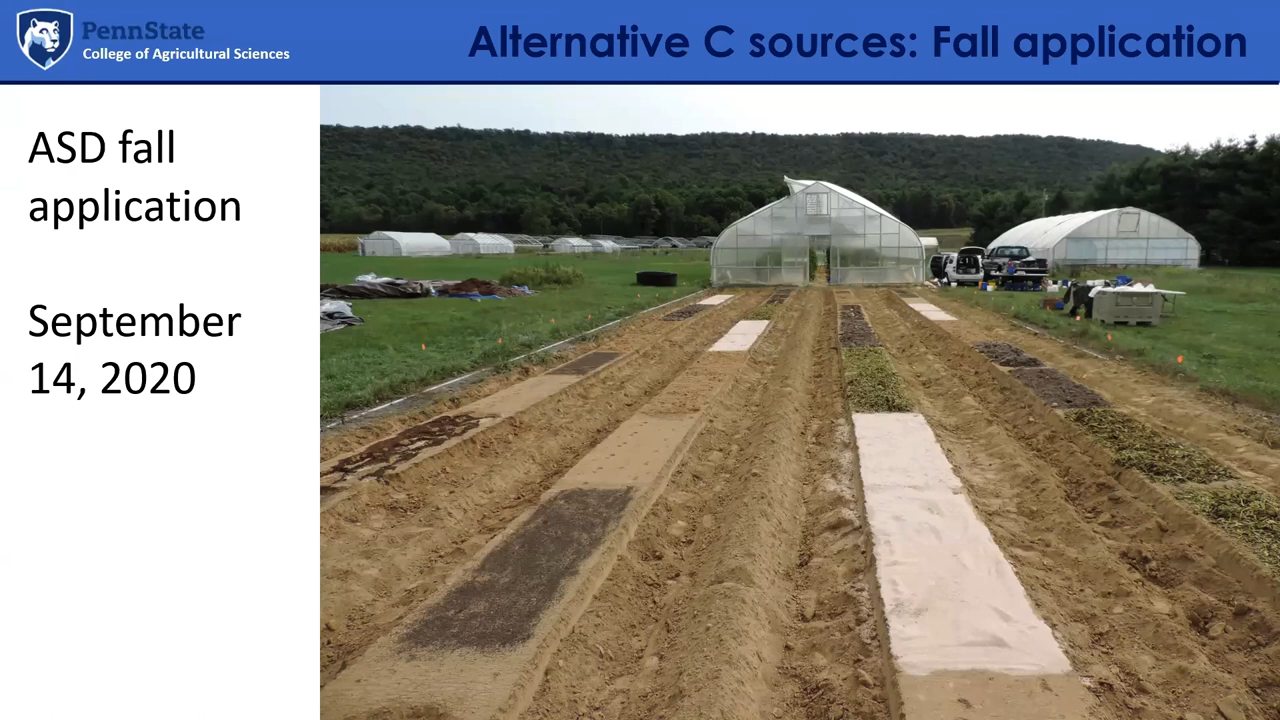 PennState
College of Agricultural Sciences
Alternative C sources: Fall application
ASD fall
application
September
14, 2020